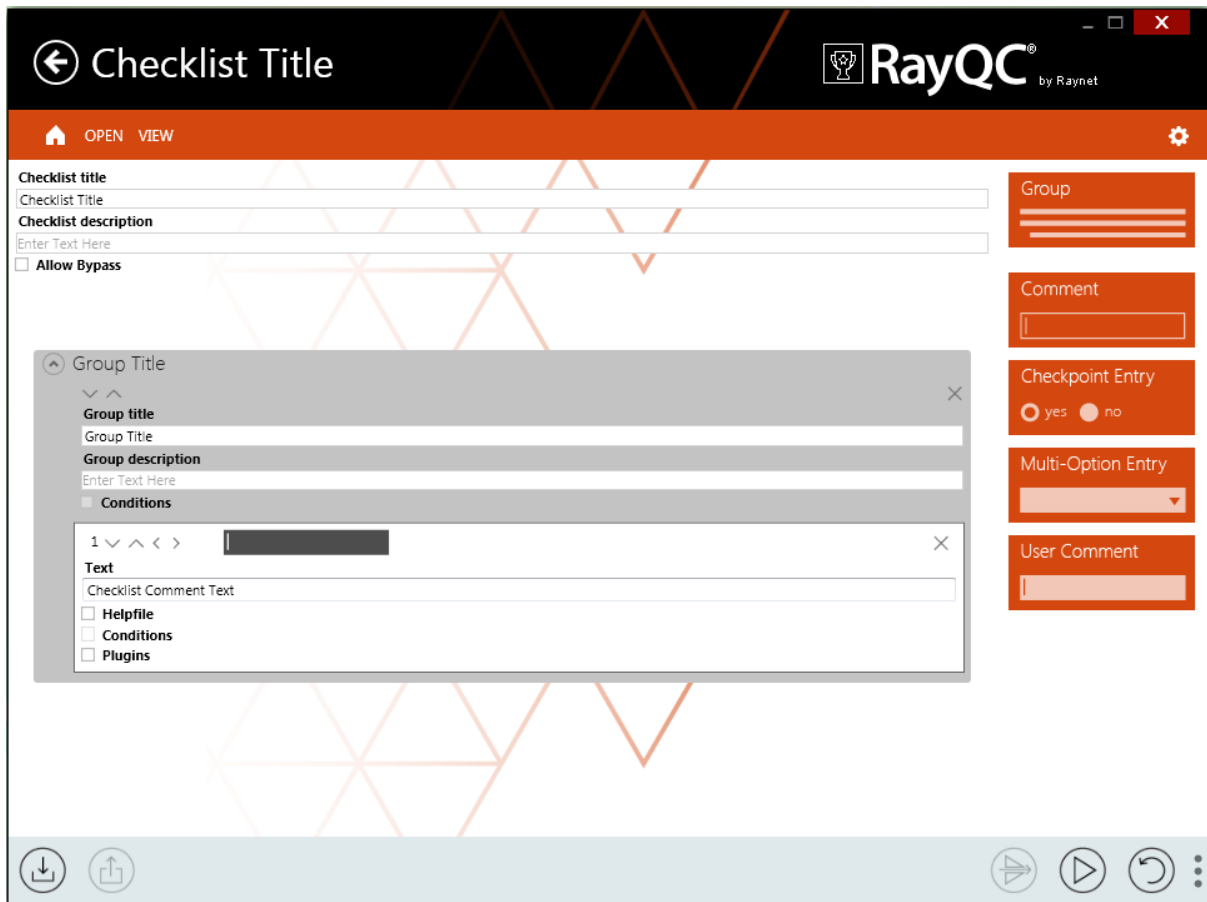 Checklist Title
RayQC®
by Raynet
X
OPEN VIEW
Checklist title
Checklist Title
Checklist description
Enter Text Here
Allow Bypass
Group Title
Group title
Group Title
Group description
Enter Text Here
Conditions
1
Text
Checklist Comment Text
Helpfile
Conditions
Plugins
Group
Comment
Checkpoint Entry
yes no
Multi-Option Entry
User Comment